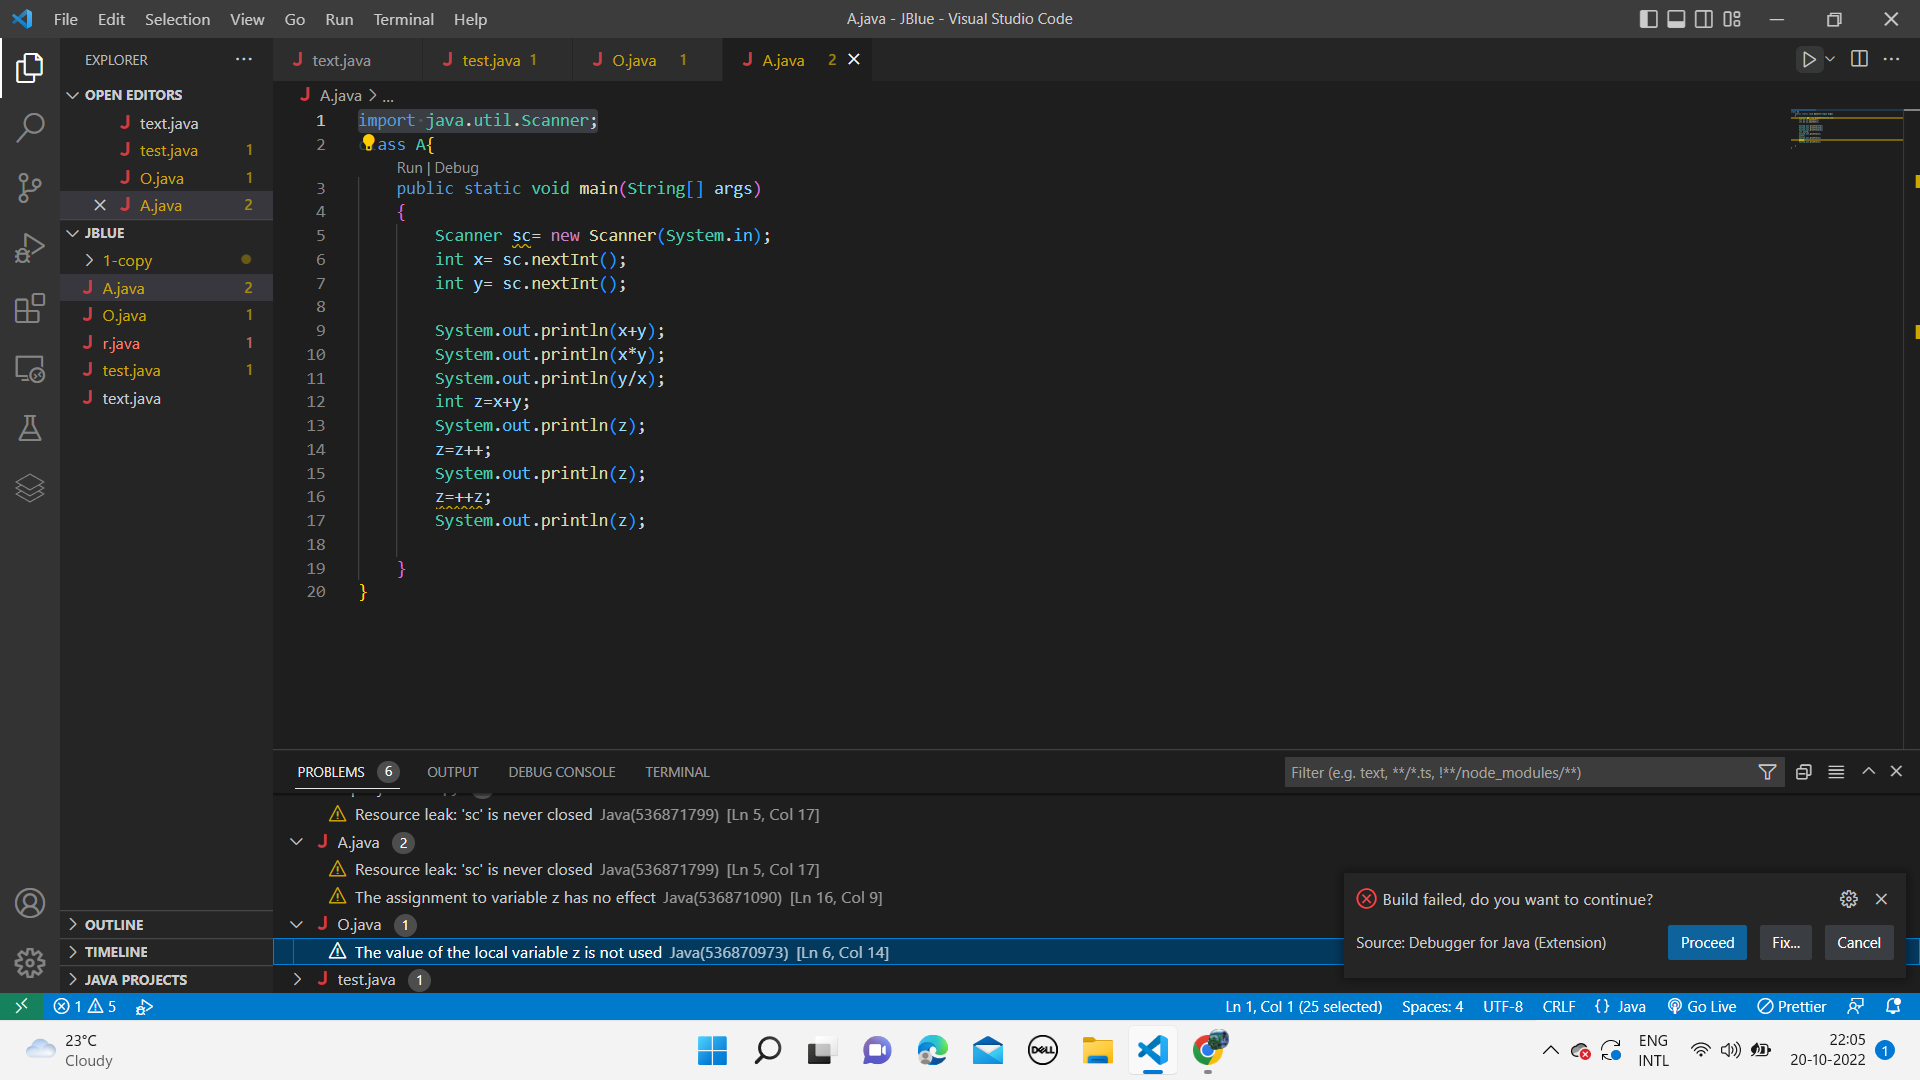 File Edit Selection View Go Run Terminal Help
A.java - JBlue - Visual Studio Code
EXPLORER
text.java
test.java 1
O.java 1
A.java 2
OPEN EDITORS
text.java
test.java 1
O.java 1
A.java 2
JBLUE
1-copy
A.java 2
O.java 1
r.java 1
test.java 1
text.java
OUTLINE
TIMELINE
JAVA PROJECTS
A.java > ...
1 import java.util.Scanner;
2 ass A{
Run | Debug
3 public static void main(String[] args)
4 {
5 Scanner sc= new Scanner(System.in);
6 int x= sc.nextInt();
7 int y= sc.nextInt();
8
9 System.out.println(x+y);
10 System.out.println(x*y);
11 System.out.println(y/x);
12 int z=x+y;
13 System.out.println(z);
14 z=z++;
15 System.out.println(z);
16 z=++z;
17 System.out.println(z);
18
19 }
20 }
PROBLEMS 6 OUTPUT DEBUG CONSOLE TERMINAL
Filter (e.g. text, **/*.ts, !**/node_modules/**)
Resource leak: 'sc' is never closed Java(536871799) [Ln 5, Col 17]
A.java 2
Resource leak: 'sc' is never closed Java(536871799) [Ln 5, Col 17]
The assignment to variable z has no effect Java(536871090) [Ln 16, Col 9]
O.java 1
The value of the local variable z is not used Java(536870973) [Ln 6, Col 14]
test.java 1
Build failed, do you want to continue?
Source: Debugger for Java (Extension)
Proceed Fix... Cancel
1 5
Ln 1, Col 1 (25 selected) Spaces: 4 UTF-8 CRLF {} Java Go Live Prettier
23°C
Cloudy
DELL
ENG
INTL
22:05
20-10-2022
1